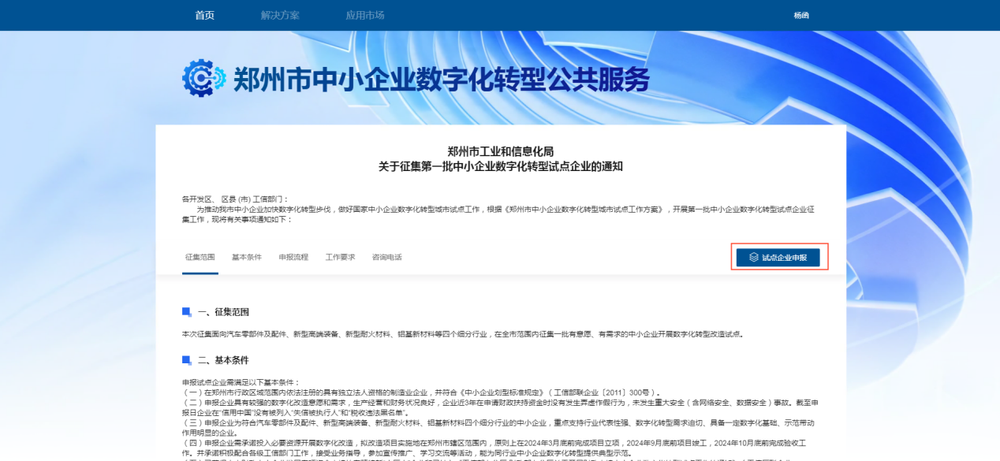 首页 解决方案 应用市场 杨函
郑州市中小企业数字化转型公共服务
郑州市工业和信息化局
关于征集第一批中小企业数字化转型试点企业的通知
各开发区、 区县 (市) 工信部门：
为推动我市中小企业加快数字化转型步伐，做好国家中小企业数字化转型城市试点工作，根据《郑州市中小企业数字化转型城市试点工作方案》，开展第一批中小企业数字化转型试点企业征
集工作，现将有关事项通知如下：
征集范围 基本条件 申报流程 工作要求 咨询电话 试点企业申报
一、征集范围
本次征集面向汽车零部件及配件、新型高端装备、新型耐火材料、铝基新材料等四个细分行业，在全市范围内征集一批有意愿、有需求的中小企业开展数字化转型改造试点。
二、基本条件
申报试点企业需满足以下基本条件：
（一）在郑州市行政区域范围内依法注册的具有独立法人资格的制造业企业，并符合《中小企业划型标准规定》（工信部联企业〔2011〕300号）。
（二）申报企业具有较强的数字化改造意愿和需求，生产经营和财务状况良好，企业近3年在申请财政扶持资金时没有发生弄虚作假行为，未发生重大安全（含网络安全、数据安全）事故。截至申
报日企业在“信用中国”没有被列入“失信被执行人”和“税收违法黑名单”。
（三）申报企业为符合汽车零部件及配件、新型高端装备、新型耐火材料、铝基新材料四个细分行业的中小企业，重点支持行业代表性强、数字化转型需求迫切、具备一定数字化基础、示范带动
作用明显的企业。
（四）申报企业需承诺投入必要资源开展数字化改造，拟改造项目实施地在郑州市辖区范围内，原则上在2024年3月底前完成项目立项，2024年9月底前项目竣工，2024年10月底前完成验收工
作。并承诺积极配合各级工信部门工作，接受业务指导，参加宣传推广、学习交流等活动，能为同行业中小企业数字化转型提供典型示范。